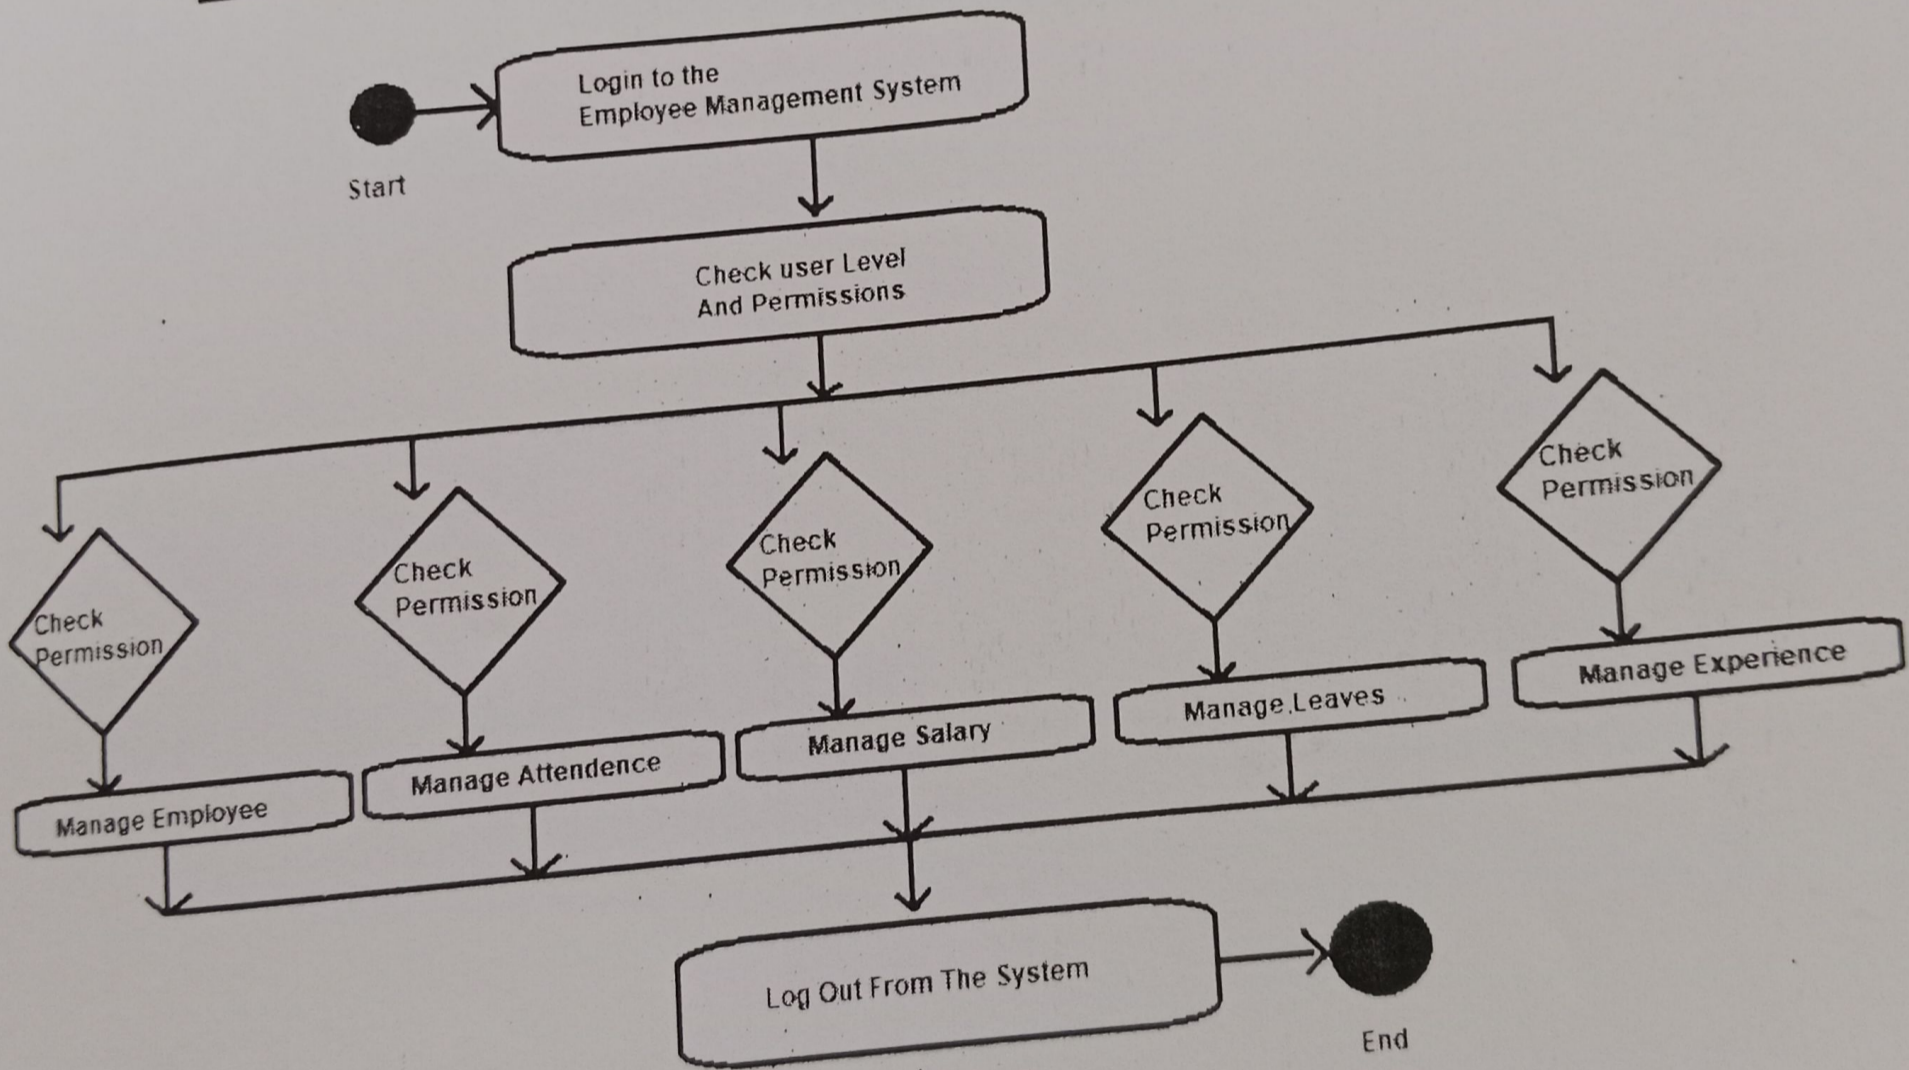 Login to the
Employee Management System
Start
Check user Level
And Permissions
Check
Permission
Check
Permission
Check
Permission
Check
Permission
Check
Permission
Manage Employee
Manage Attendence
Manage Salary
Manage Leaves
Manage Experience
Log Out From The System
End